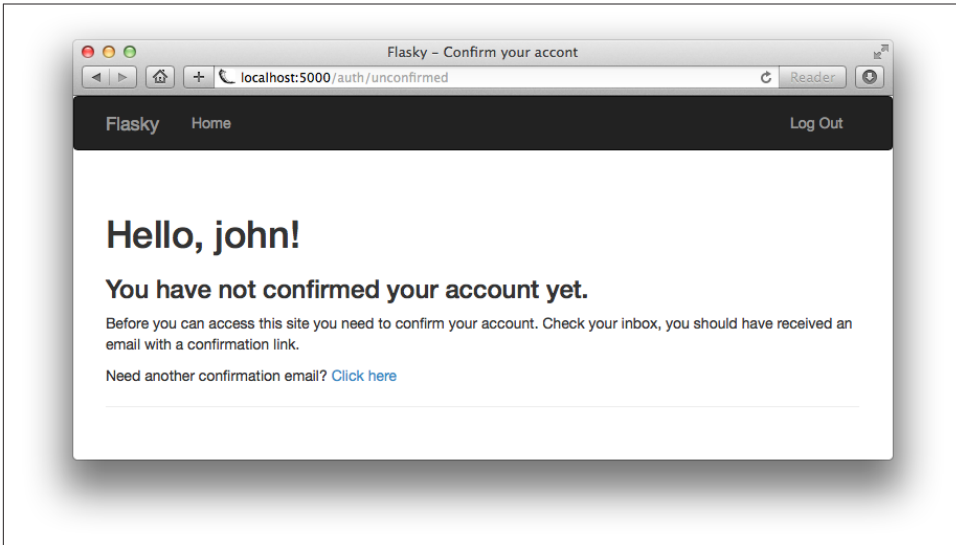 Flasky – Confirm your accont
localhost:5000/auth/unconfirmed
Reader
Flasky
Home
Log Out
Hello, john!
You have not confirmed your account yet.
Before you can access this site you need to confirm your account. Check your inbox, you should have received an
email with a confirmation link.
Need another confirmation email? Click here